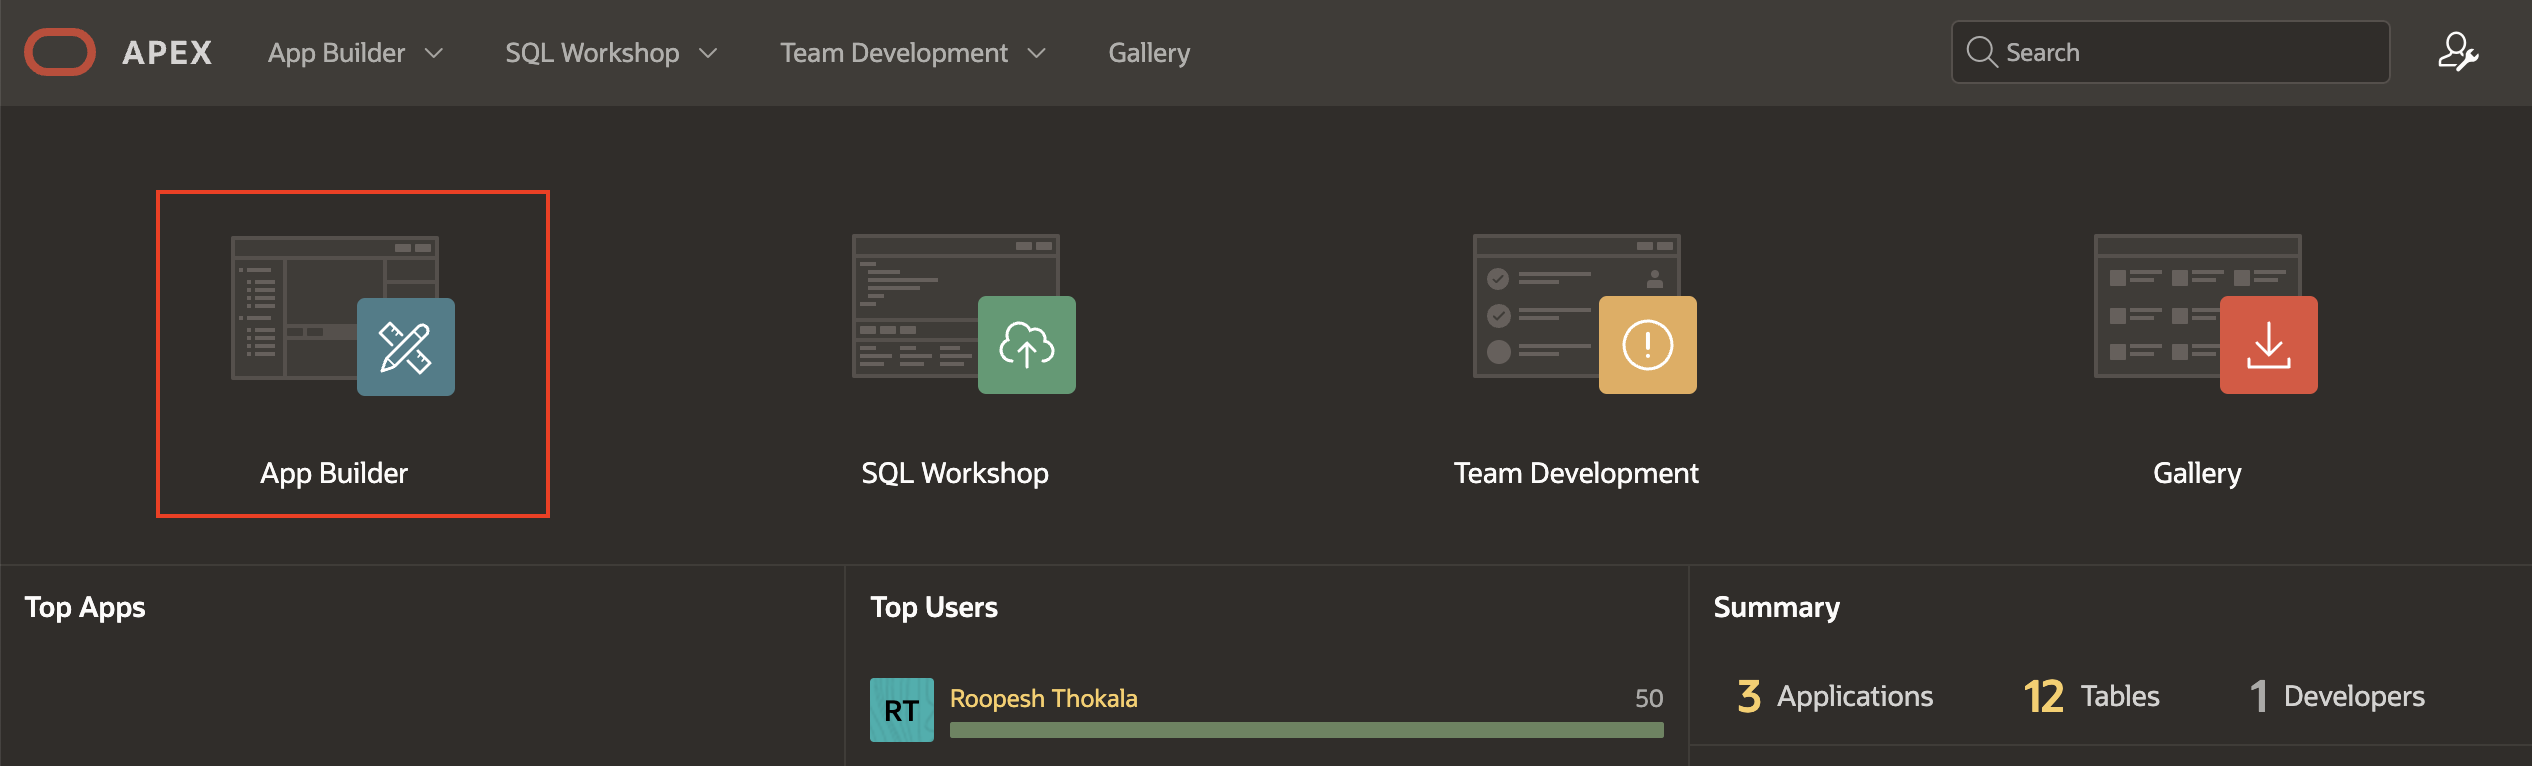 APEX App Builder SQL Workshop Team Development Gallery Search
App Builder SQL Workshop Team Development Gallery
Top Apps Top Users Summary
RT Roopesh Thokala 50 3 Applications 12 Tables 1 Developers